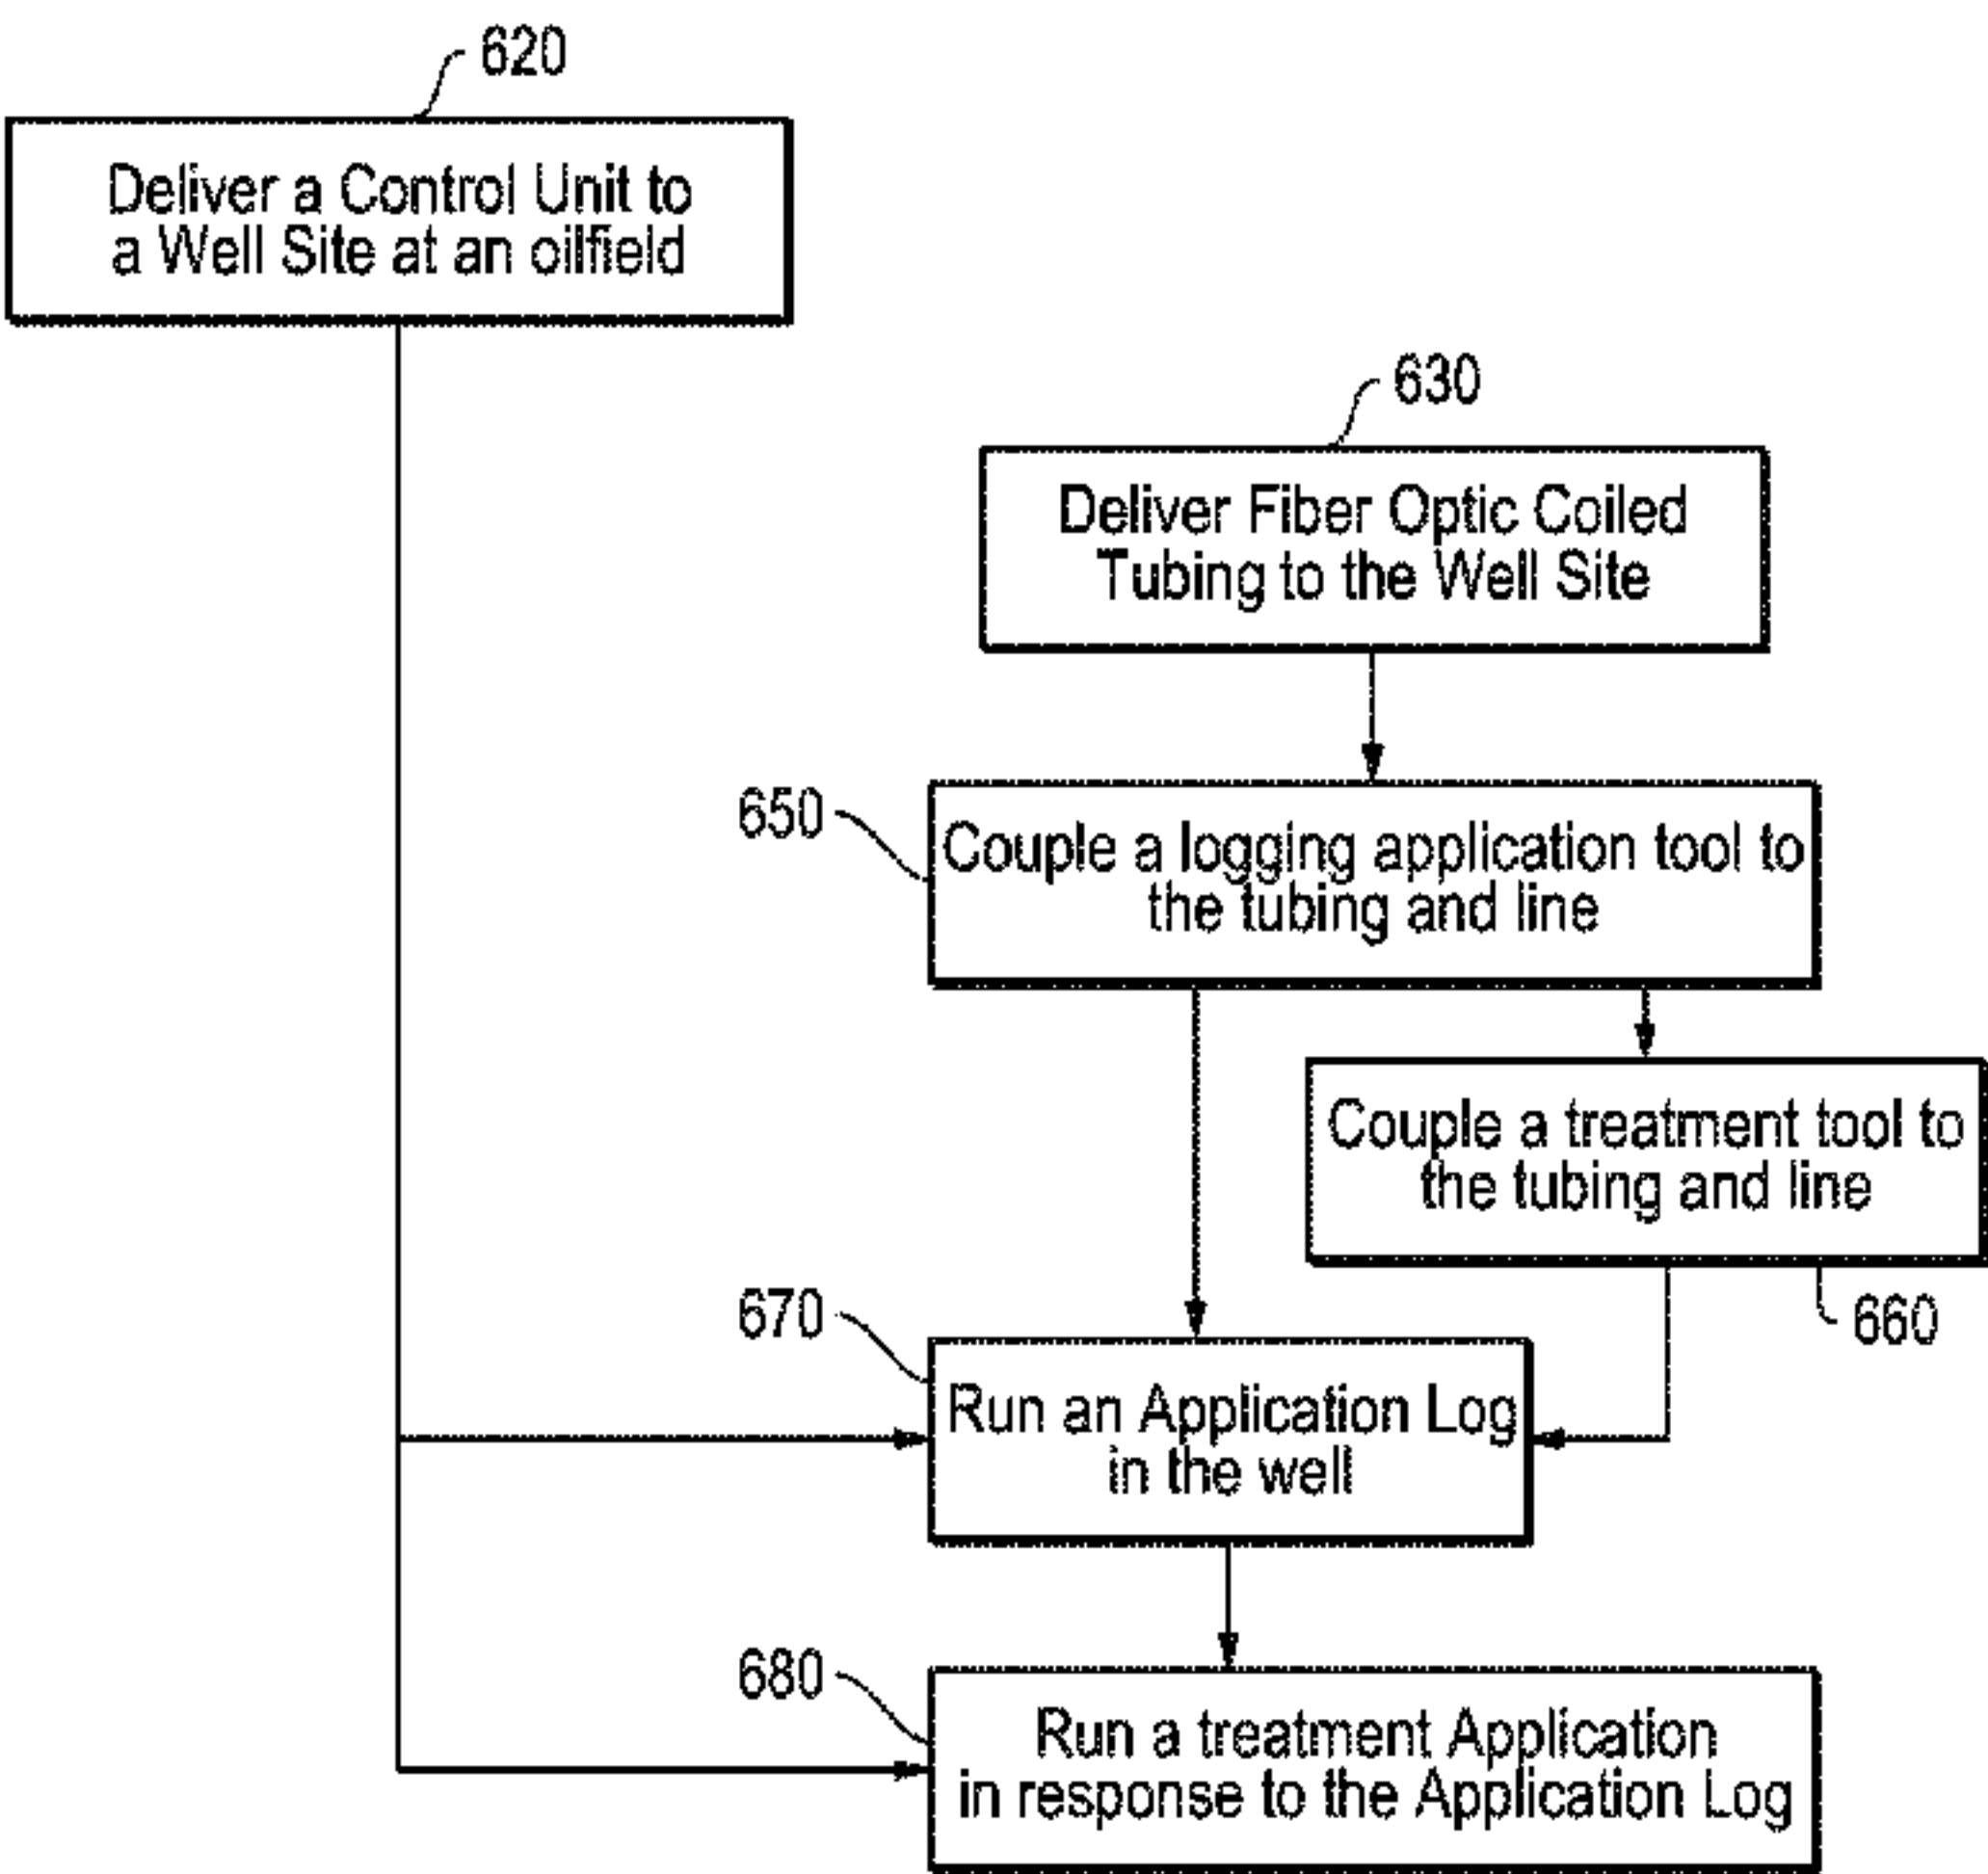 620
Deliver a Control Unit to
a Well Site at an oilfield
630
Deliver Fiber Optic Coiled
Tubing to the Well Site
650
Couple a logging application tool to
the tubing and line
Couple a treatment tool to
the tubing and line
660
670
Run an Application Log
in the well
680
Run a treatment Application
in response to the Application Log